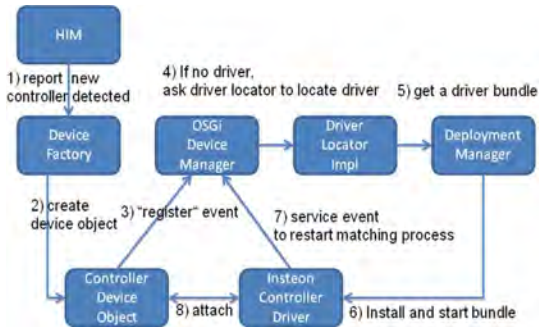 HIM
1) report new
controller detected
4) If no driver,
ask driver locator to locate driver
5) get a driver bundle
Device
Factory
OSGi
Device
Manager
Driver
Locator
Impl
Deployment
Manager
2) create
device object
3) "register" event
7) service event
to restart matching process
Controller
Device
Object
8) attach
Insteon
Controller
Driver
6) Install and start bundle